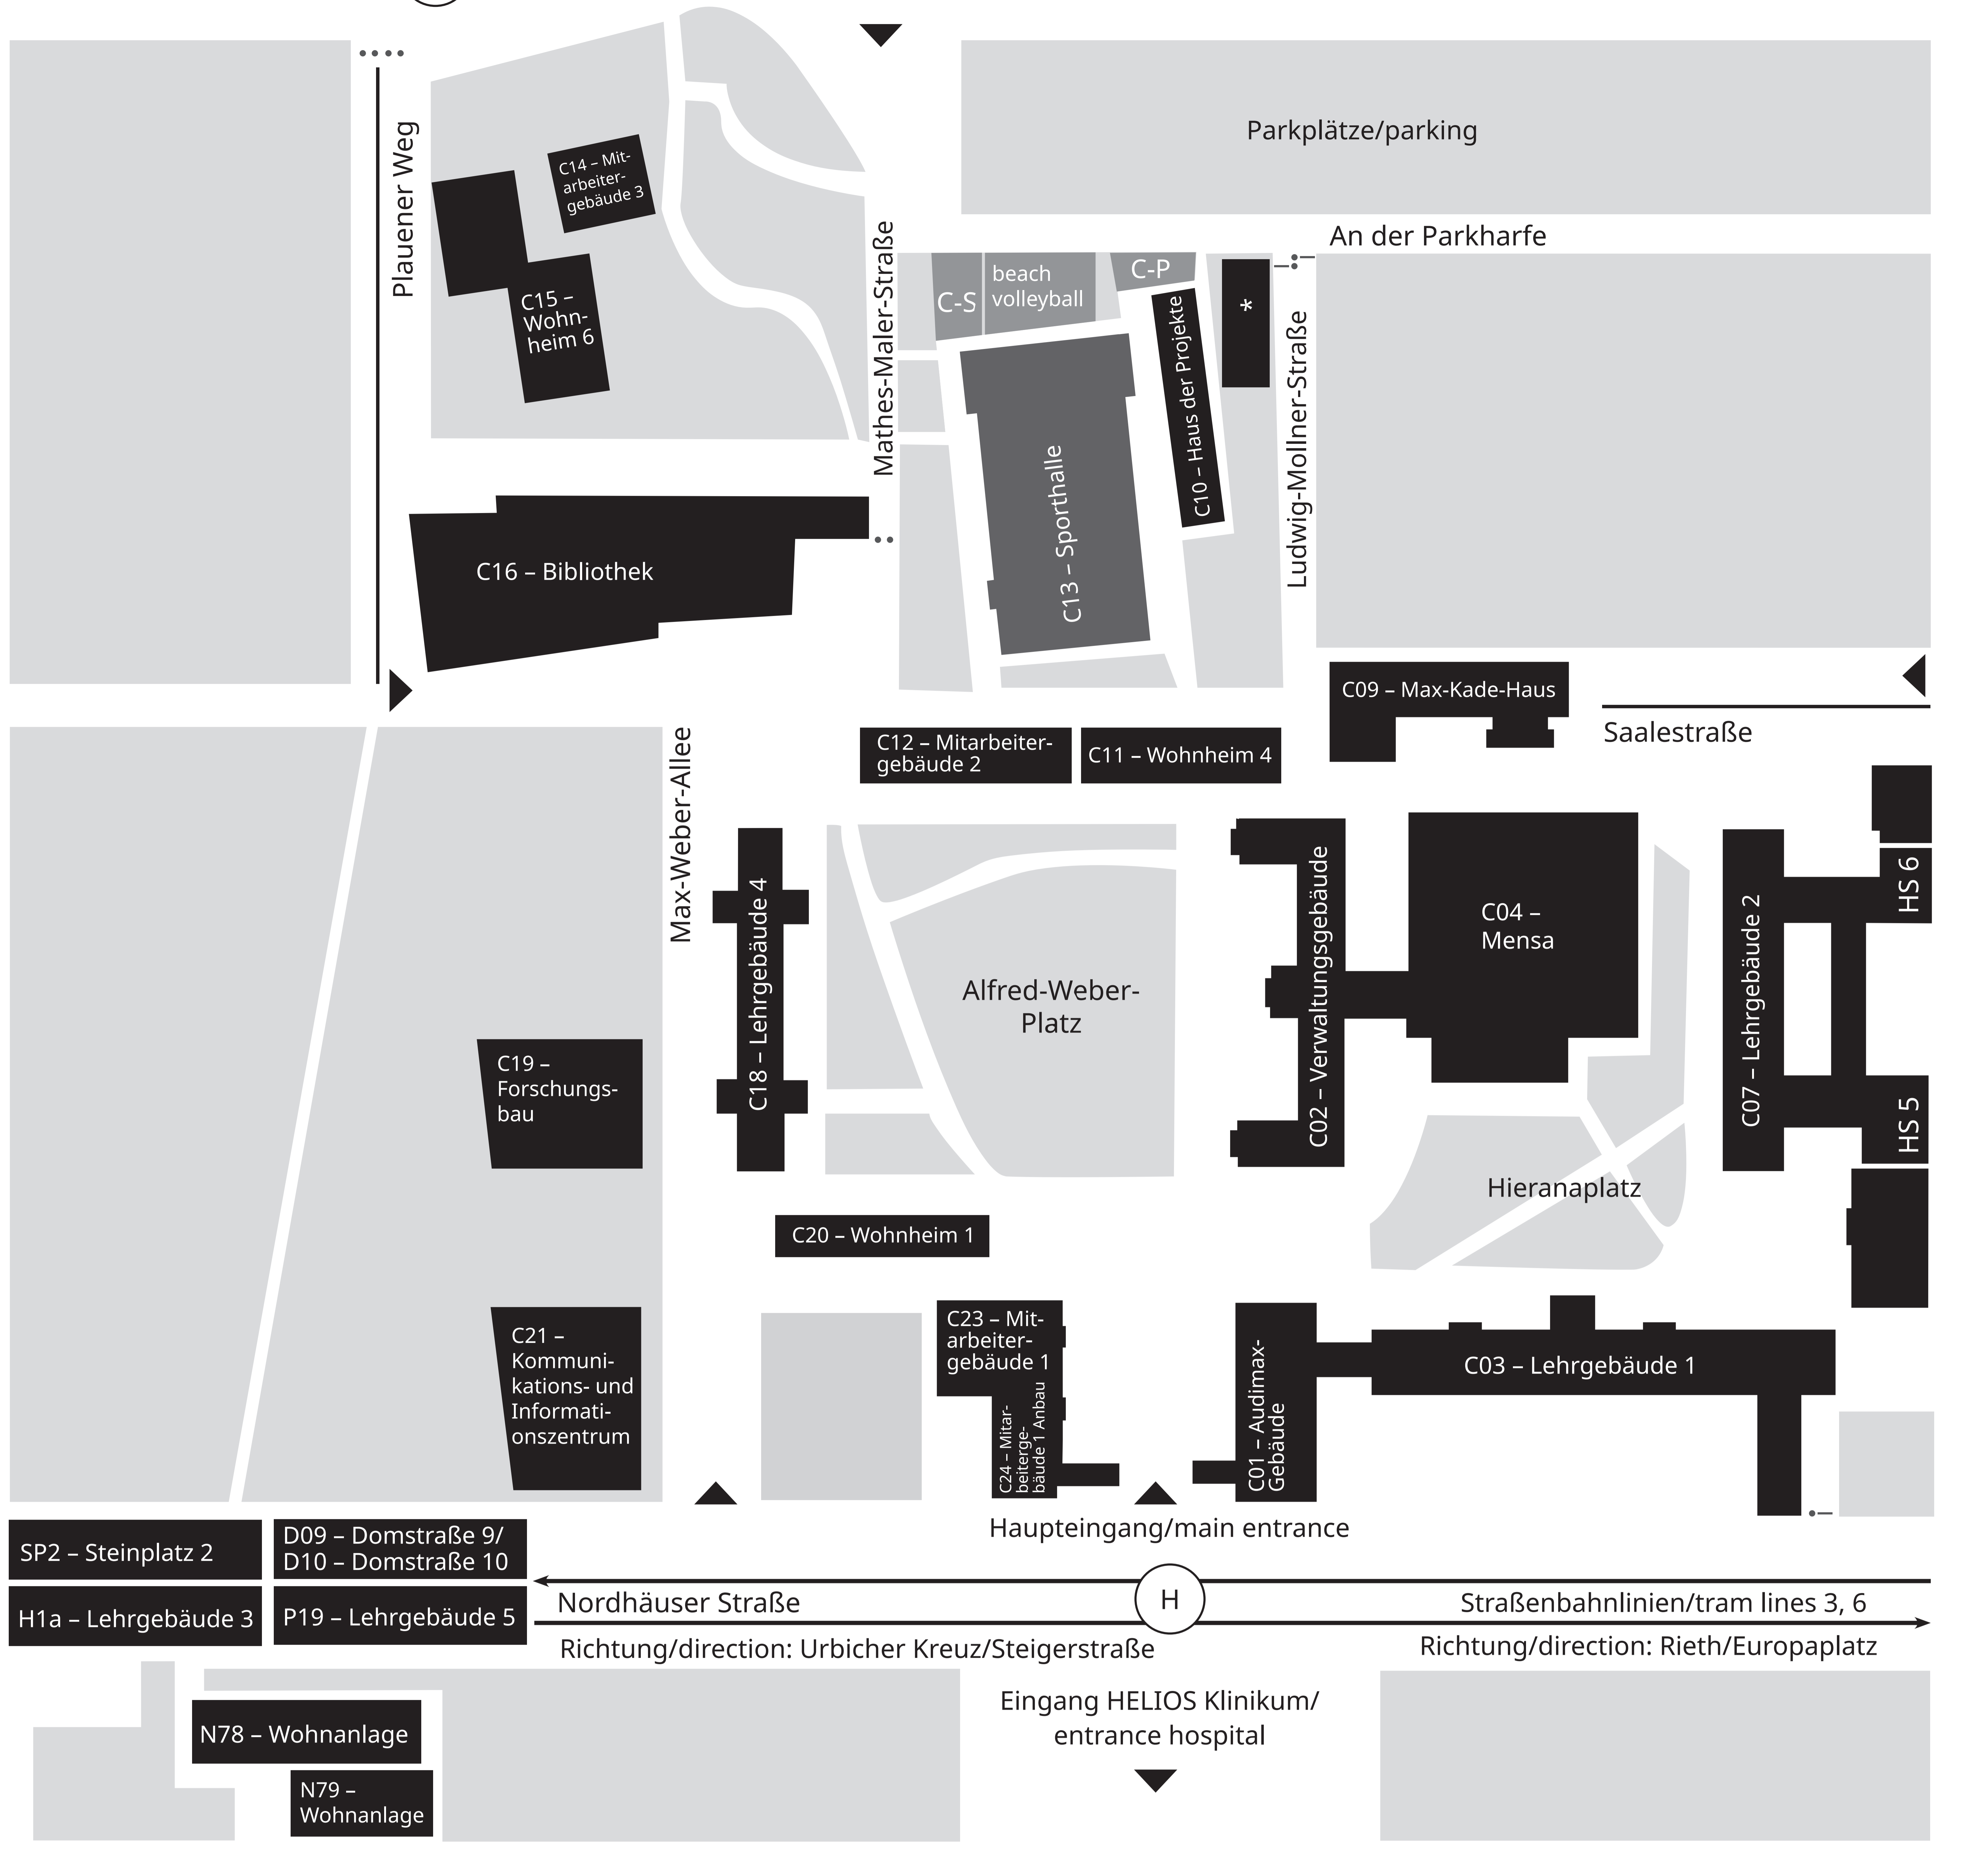 Parkplätze/parking
Plauener Weg
C14 – Mit-
arbeiter-
gebäude 3
An der Parkharfe
C15 –
Wohn-
heim 6
Mathes-Maler-Straße
C-S
beach
volleyball
C-P
C10 – Haus der Projekte
*
Ludwig-Mollner-Straße
C13 – Sporthalle
C16 – Bibliothek
C09 – Max-Kade-Haus
Saalestraße
Max-Weber-Allee
C12 – Mitarbeiter-
gebäude 2
C11 – Wohnheim 4
C18 – Lehrgebäude 4
Alfred-Weber-
Platz
C02 – Verwaltungsgebäude
C04 –
Mensa
C07 – Lehrgebäude 2
HS 6
HS 5
C19 –
Forschungs-
bau
Hieranaplatz
C20 – Wohnheim 1
C21 –
Kommuni-
kations- und
Informati-
onszentrum
C23 – Mit-
arbeiter-
gebäude 1
C24 – Mitar-
beiterge-
bäude 1 Anbau
C01 – Audimax-
Gebäude
C03 – Lehrgebäude 1
Haupteingang/main entrance
SP2 – Steinplatz 2
D09 – Domstraße 9/
D10 – Domstraße 10
H1a – Lehrgebäude 3
P19 – Lehrgebäude 5
Nordhäuser Straße
H
Straßenbahnlinien/tram lines 3, 6
Richtung/direction: Urbicher Kreuz/Steigerstraße
Richtung/direction: Rieth/Europaplatz
N78 – Wohnanlage
N79 –
Wohnanlage
Eingang HELIOS Klinikum/
entrance hospital